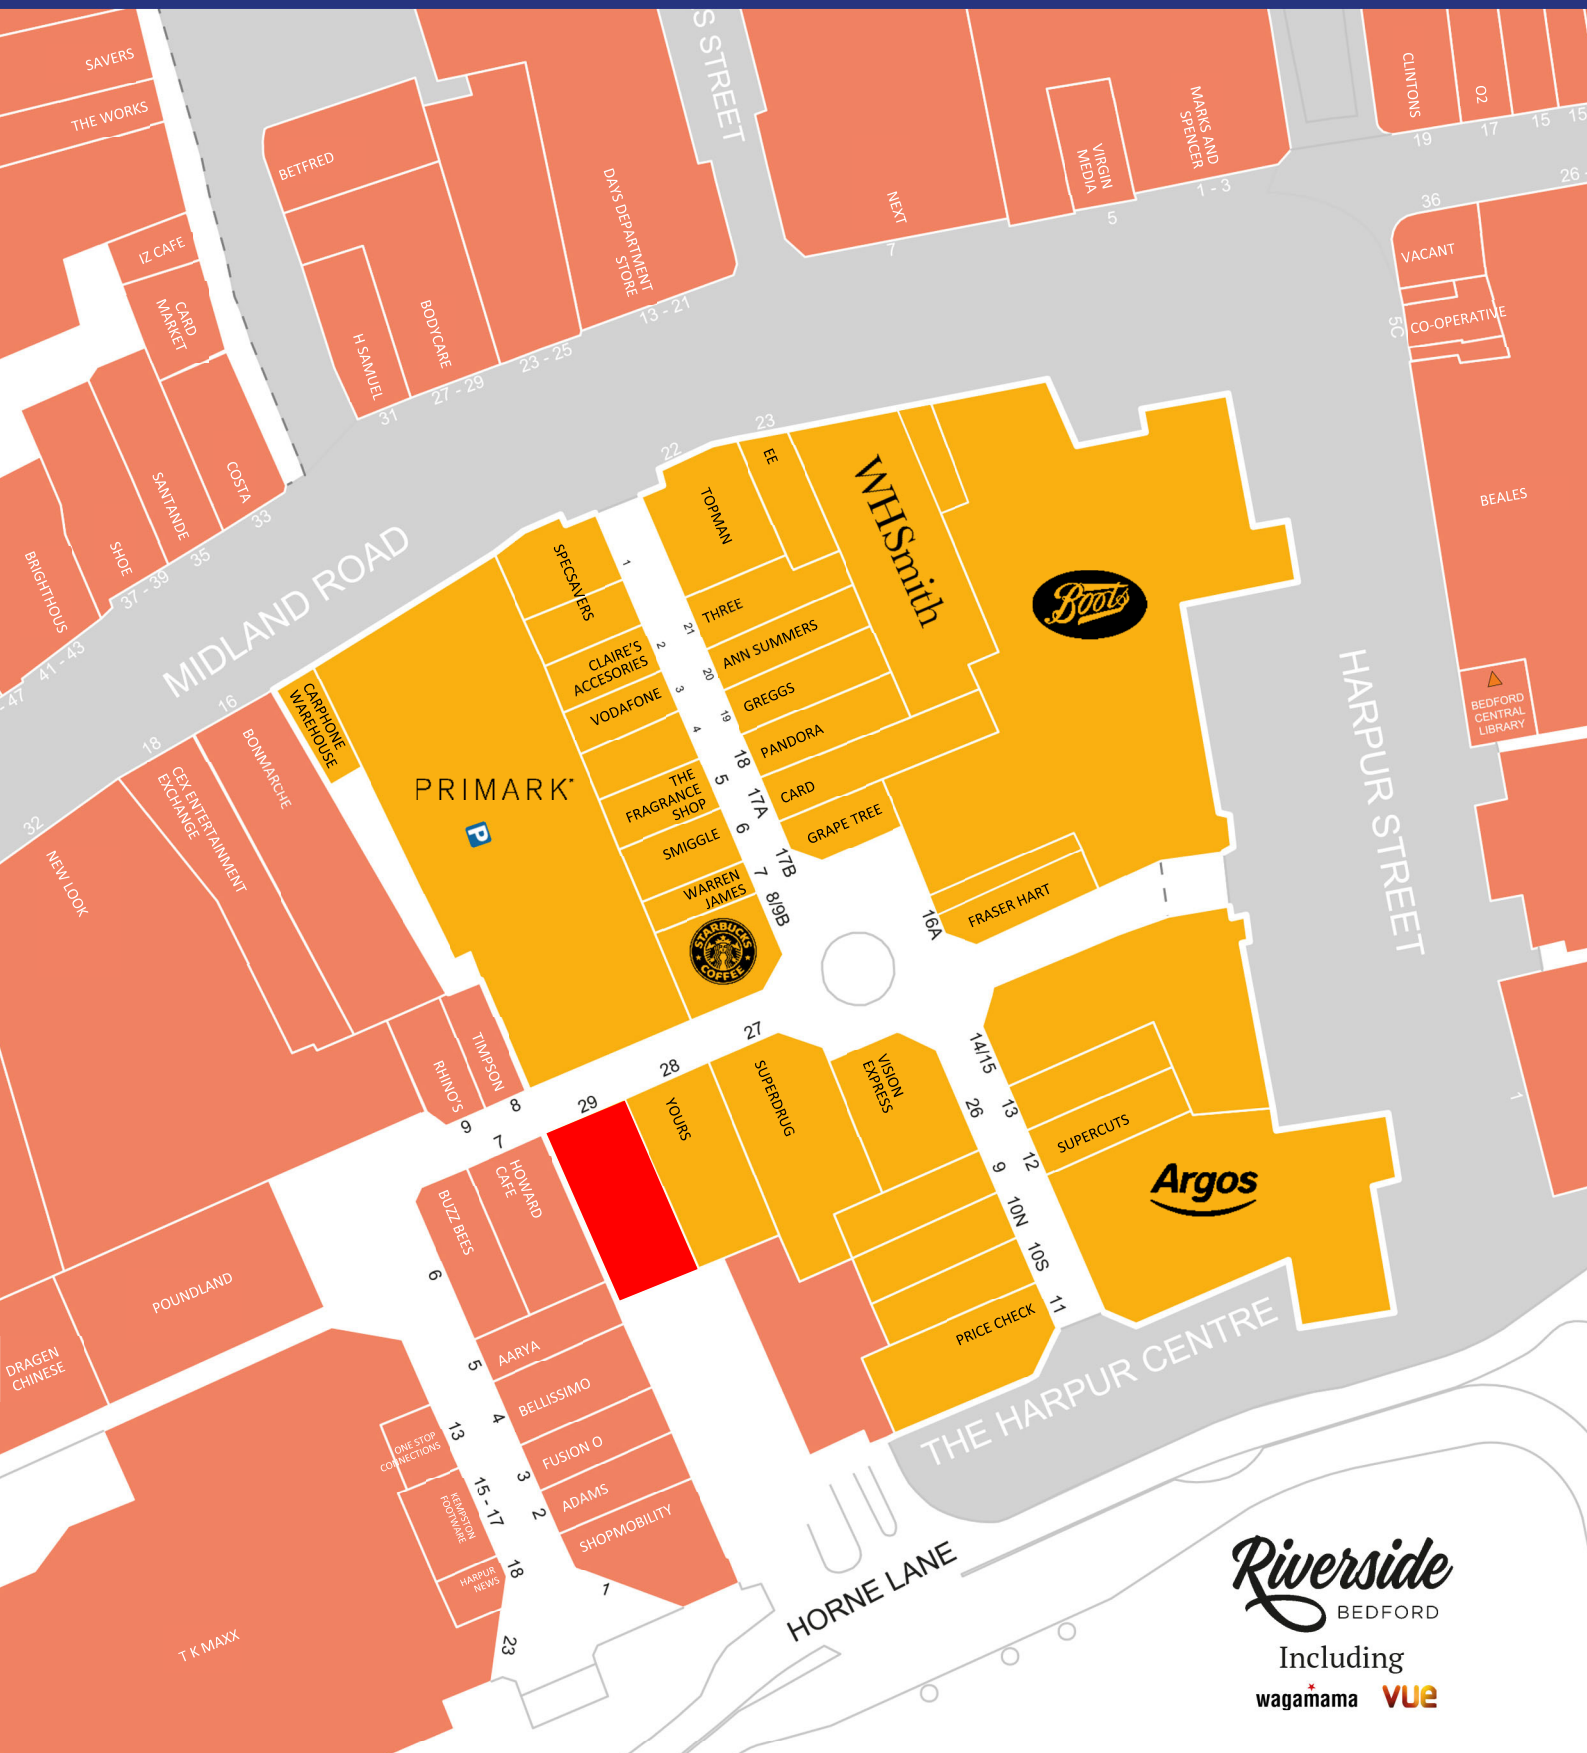 SAVERS
THE WORKS
BETFRED
IZ CAFE
CARD
MARKET
H SAMUEL
BODYCARE
DAYS DEPARTMENT
STORE
S STREET
NEXT
VIRGIN
MEDIA
MARKS AND
SPENCER
CLINTONS
O2
19
17
15
15
1 - 3
5
7
13 - 21
23 - 25
27 - 29
31
36
26 -
VACANT
5C
CO-OPERATIVE
BEALES
COSTA
SANTANDE
SHOE
BRIGHTHOUS
33
35
37 - 39
41 - 43
- 47
MIDLAND ROAD
22
23
TOPMAN
EE
WHSmith
Boots
SPECSAVERS
1
THREE
21
2
CLAIRE'S
ACCESORIES
ANN SUMMERS
20
3
VODAFONE
GREGGS
19
4
PANDORA
18
5
THE
FRAGRANCE
SHOP
CARD
17A
6
SMIGGLE
GRAPE TREE
17B
7
WARREN
JAMES
8/9B
STARBUCKS
COFFEE
16A
FRASER HART
HARPUR STREET
BEDFORD
CENTRAL
LIBRARY
CARPHONE
WAREHOUSE
PRIMARK
P
16
18
32
BONMARCHE
CEX ENTERTAINMENT
EXCHANGE
NEW LOOK
TIMPSON
RHINO'S
8
9
7
29
28
27
YOURS
SUPERDRUG
VISION
EXPRESS
14/15
26
13
12
SUPERCUTS
9
10N
10S
11
Argos
PRICE CHECK
1
HOWARD
CAFE
BUZZ BEES
6
POUNDLAND
DRAGEN
CHINESE
AARYA
5
BELLISSIMO
4
FUSION O
3
ADAMS
2
SHOPMOBILITY
1
13
ONE STOP
CONNECTIONS
15 - 17
KEMPSTON
FOOTWARE
18
HARPUR
NEWS
23
T K MAXX
THE HARPUR CENTRE
HORNE LANE
Riverside
BEDFORD
Including
wagamama vue